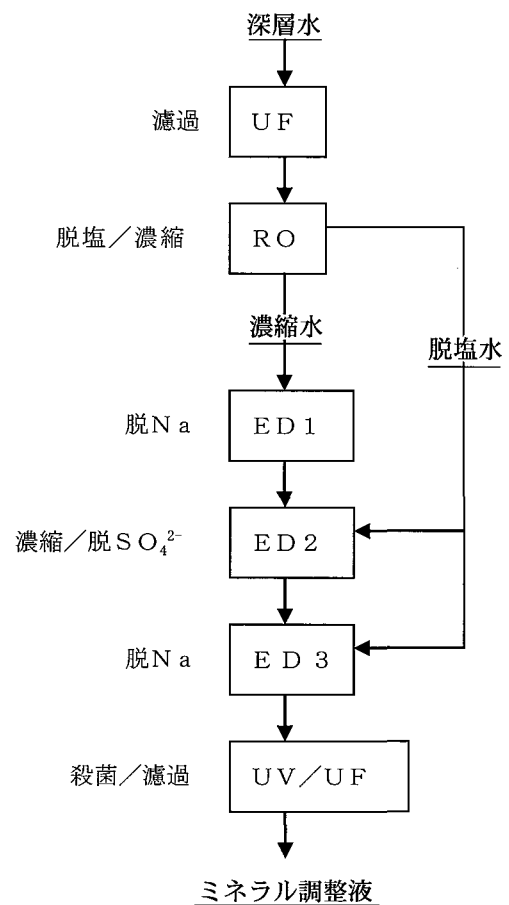 深層水
濾過
ＵＦ
脱塩／濃縮
ＲＯ
濃縮水
脱塩水
脱Ｎａ
ＥＤ１
濃縮／脱ＳＯ₄²⁻
ＥＤ２
脱Ｎａ
ＥＤ３
殺菌／濾過
ＵＶ／ＵＦ
ミネラル調整液